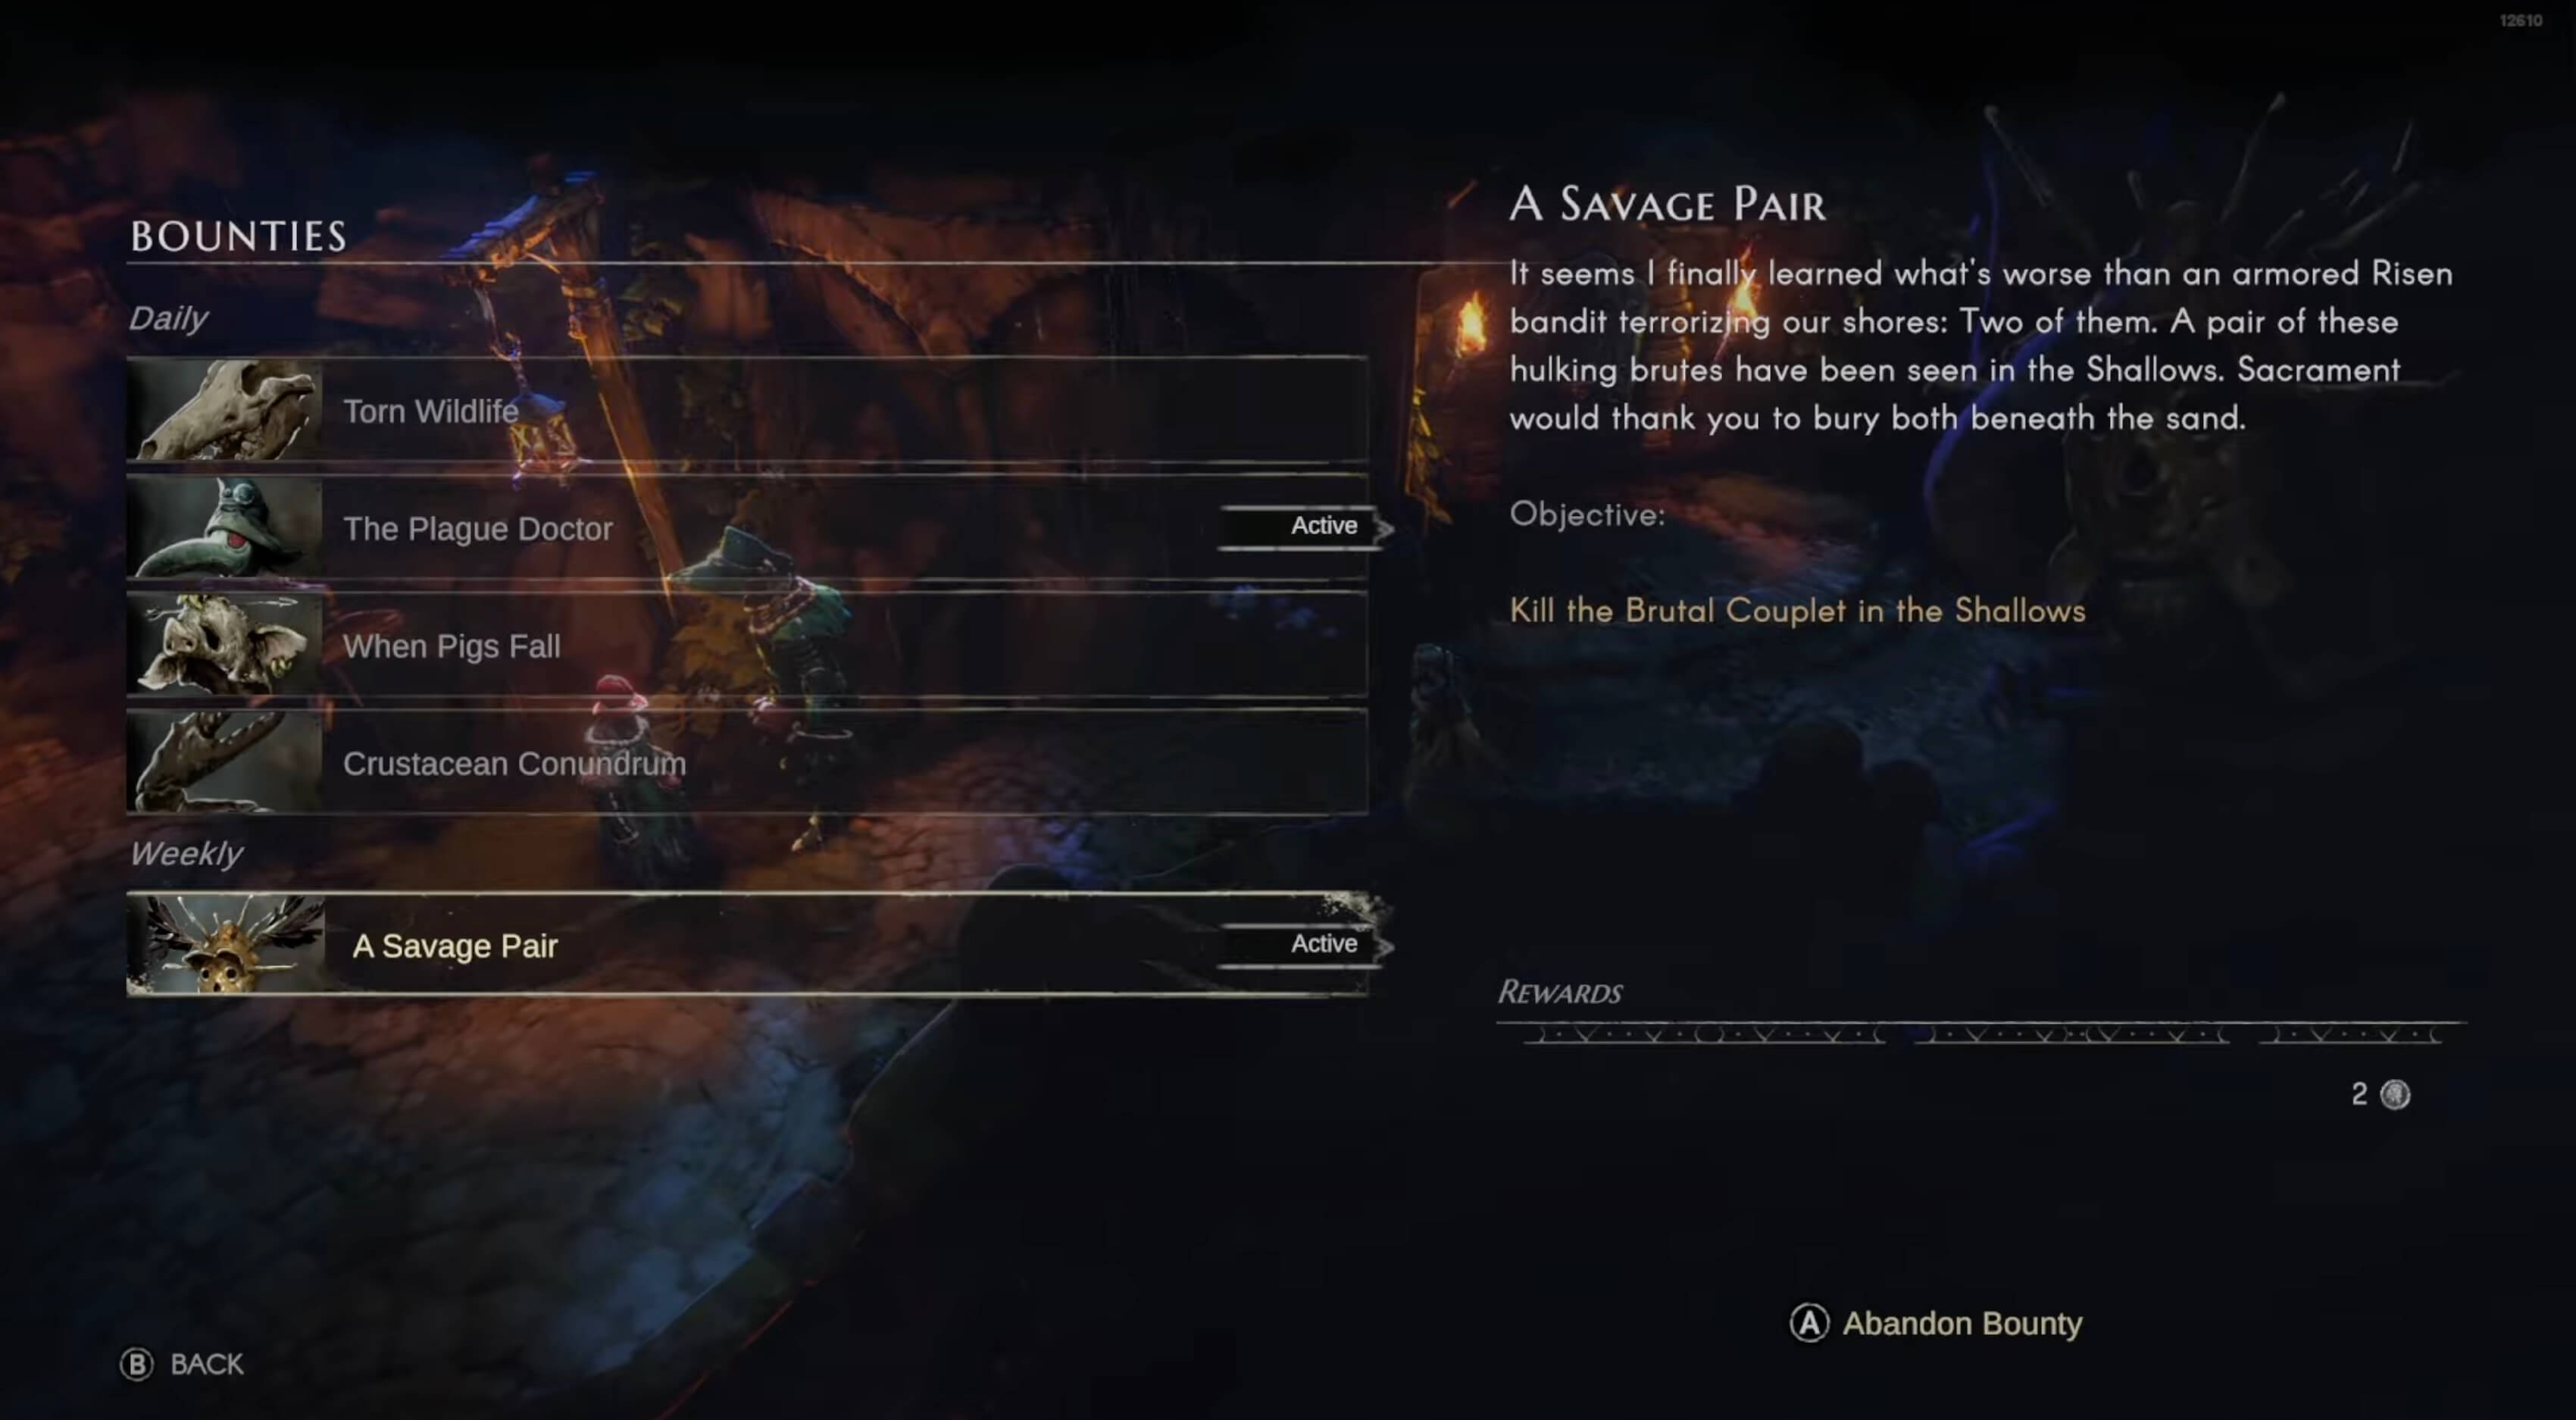 12610
BOUNTIES
Daily
Torn Wildlife
The Plague Doctor
Active
When Pigs Fall
Crustacean Conundrum
Weekly
A Savage Pair
Active
A SAVAGE PAIR
It seems I finally learned what's worse than an armored Risen
bandit terrorizing our shores: Two of them. A pair of these
hulking brutes have been seen in the Shallows. Sacrament
would thank you to bury both beneath the sand.
Objective:
Kill the Brutal Couplet in the Shallows
REWARDS
2
A Abandon Bounty
B BACK